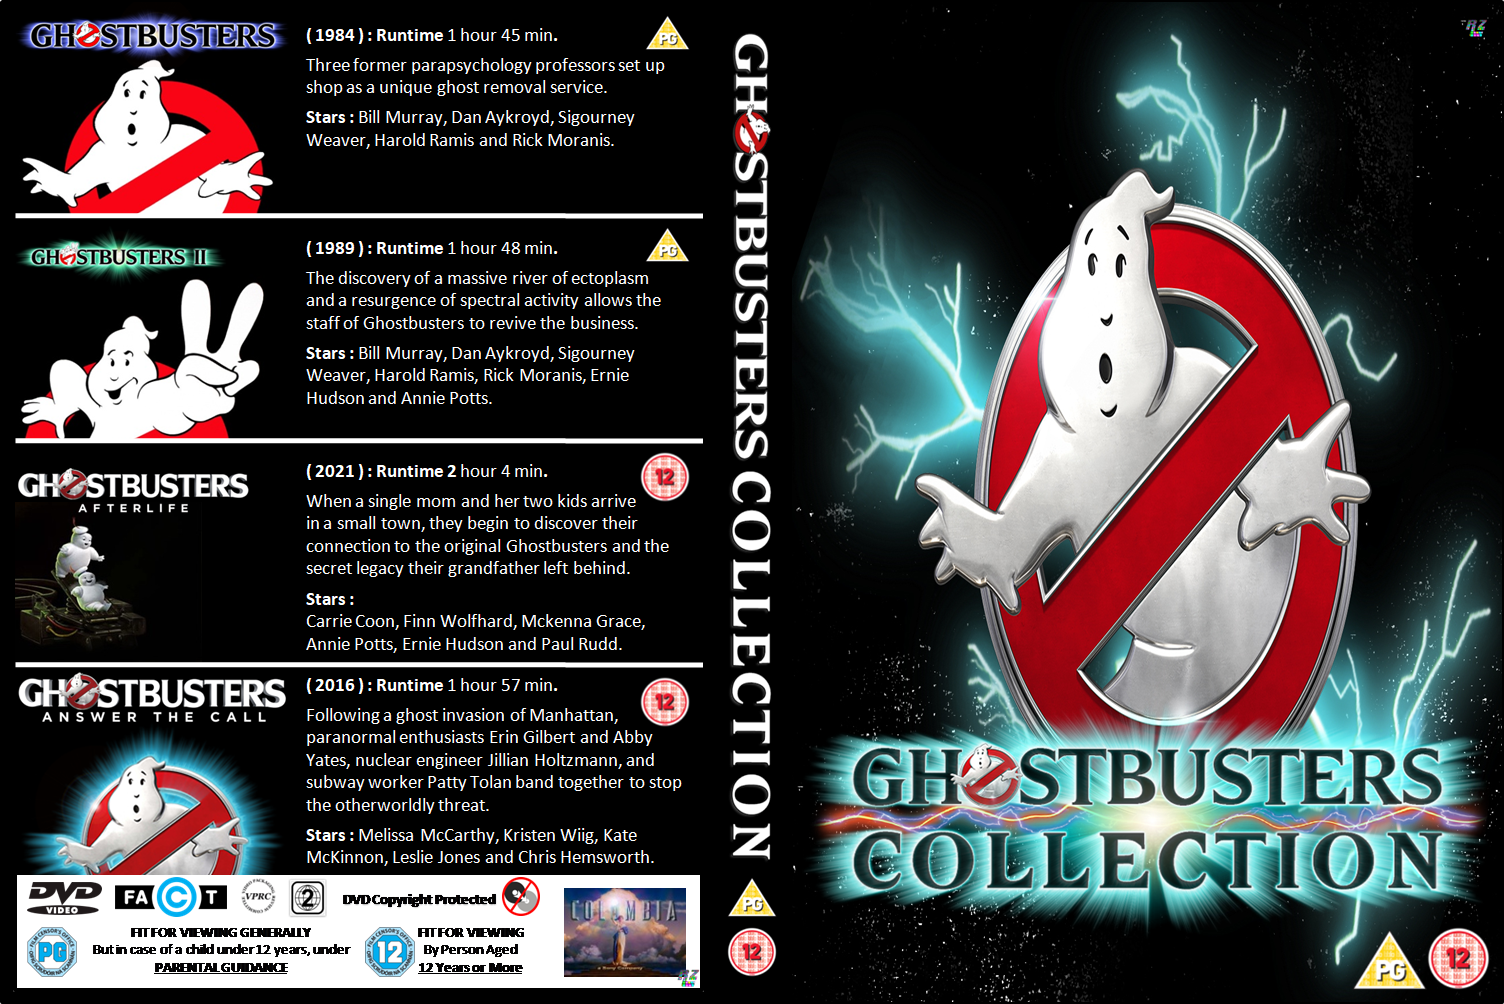 GHOSTBUSTERS
( 1984 ) : Runtime 1 hour 45 min.
PG
Three former parapsychology professors set up
shop as a unique ghost removal service.
Stars : Bill Murray, Dan Aykroyd, Sigourney
Weaver, Harold Ramis and Rick Moranis.
GHOSTBUSTERS II
( 1989 ) : Runtime 1 hour 48 min.
PG
The discovery of a massive river of ectoplasm
and a resurgence of spectral activity allows the
staff of Ghostbusters to revive the business.
Stars : Bill Murray, Dan Aykroyd, Sigourney
Weaver, Harold Ramis, Rick Moranis, Ernie
Hudson and Annie Potts.
GHOSTBUSTERS
AFTERLIFE
( 2021 ) : Runtime 2 hour 4 min.
12
When a single mom and her two kids arrive
in a small town, they begin to discover their
connection to the original Ghostbusters and the
secret legacy their grandfather left behind.
Stars :
Carrie Coon, Finn Wolfhard, Mckenna Grace,
Annie Potts, Ernie Hudson and Paul Rudd.
GHOSTBUSTERS
ANSWER THE CALL
( 2016 ) : Runtime 1 hour 57 min.
12
Following a ghost invasion of Manhattan,
paranormal enthusiasts Erin Gilbert and Abby
Yates, nuclear engineer Jillian Holtzmann, and
subway worker Patty Tolan band together to stop
the otherworldly threat.
Stars : Melissa McCarthy, Kristen Wiig, Kate
McKinnon, Leslie Jones and Chris Hemsworth.
DVD
VIDEO
FACT
VPRC
2
DVD Copyright Protected
PG
FIT FOR VIEWING GENERALLY
But in case of a child under 12 years, under
PARENTAL GUIDANCE
12
FIT FOR VIEWING
By Person Aged
12 Years or More
COLUMBIA
a Sony Company
RZ
GHOSTBUSTERS COLLECTION
PG
12
RZ
GHOSTBUSTERS
COLLECTION
PG
12